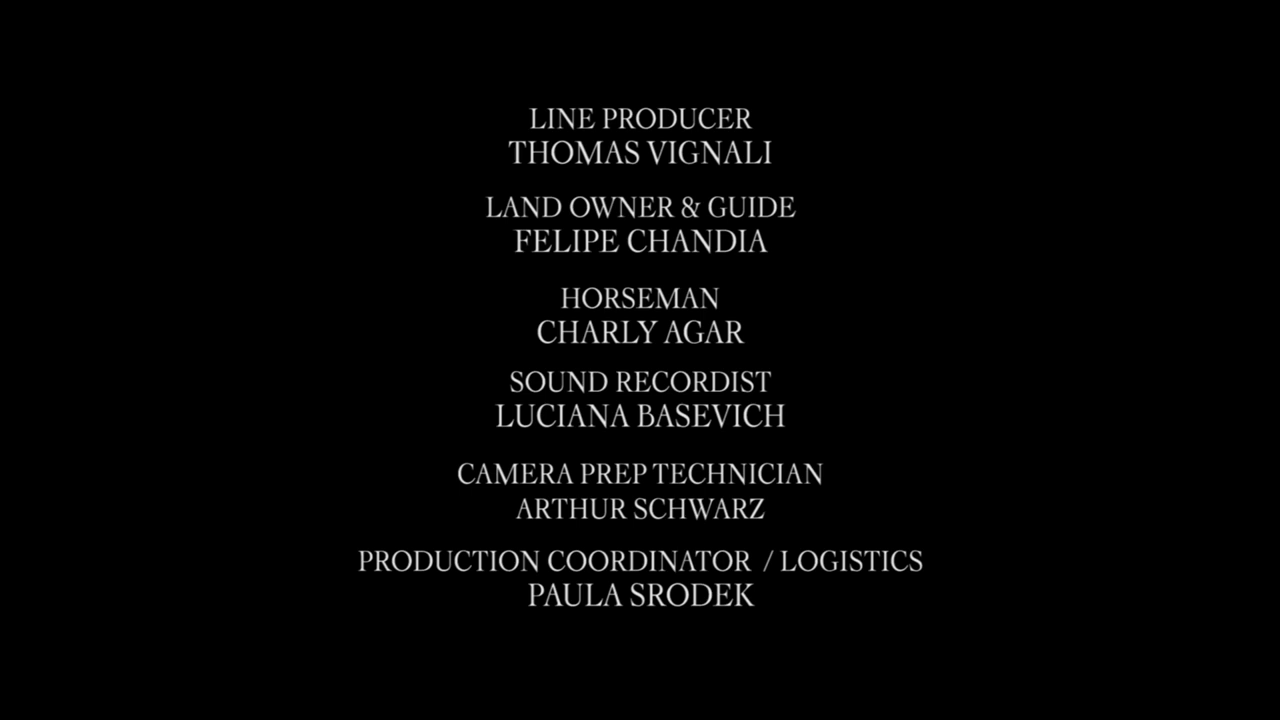 LINE PRODUCER
THOMAS VIGNALI
LAND OWNER & GUIDE
FELIPE CHANDIA
HORSEMAN
CHARLY AGAR
SOUND RECORDIST
LUCIANA BASEVICH
CAMERA PREP TECHNICIAN
ARTHUR SCHWARZ
PRODUCTION COORDINATOR / LOGISTICS
PAULA SRODEK